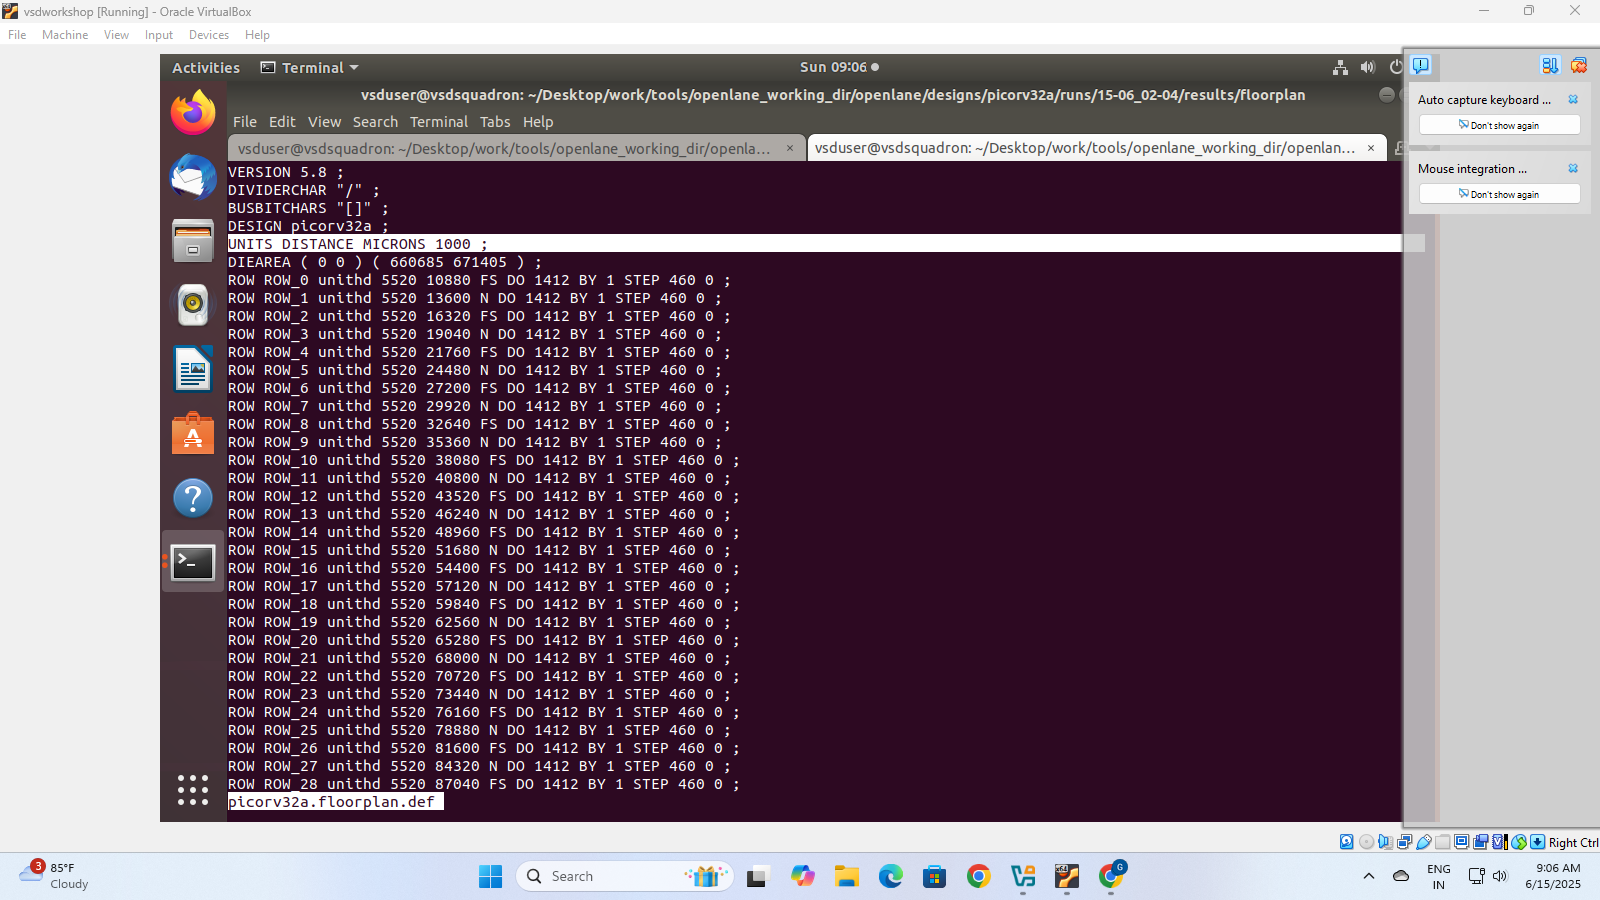 vsdworkshop [Running] - Oracle VirtualBox
File Machine View Input Devices Help
Activities Terminal Sun 09:06
vsduser@vsdsquadron: ~/Desktop/work/tools/openlane_working_dir/openlane/designs/picorv32a/runs/15-06_02-04/results/floorplan
File Edit View Search Terminal Tabs Help
vsduser@vsdsquadron: ~/Desktop/work/tools/openlane_working_dir/openla... × vsduser@vsdsquadron: ~/Desktop/work/tools/openlane_working_dir/openlan... ×
VERSION 5.8 ;
DIVIDERCHAR "/" ;
BUSBITCHARS "[]" ;
DESIGN picorv32a ;
UNITS DISTANCE MICRONS 1000 ;
DIEAREA ( 0 0 ) ( 660685 671405 ) ;
ROW ROW_0 unithd 5520 10880 FS DO 1412 BY 1 STEP 460 0 ;
ROW ROW_1 unithd 5520 13600 N DO 1412 BY 1 STEP 460 0 ;
ROW ROW_2 unithd 5520 16320 FS DO 1412 BY 1 STEP 460 0 ;
ROW ROW_3 unithd 5520 19040 N DO 1412 BY 1 STEP 460 0 ;
ROW ROW_4 unithd 5520 21760 FS DO 1412 BY 1 STEP 460 0 ;
ROW ROW_5 unithd 5520 24480 N DO 1412 BY 1 STEP 460 0 ;
ROW ROW_6 unithd 5520 27200 FS DO 1412 BY 1 STEP 460 0 ;
ROW ROW_7 unithd 5520 29920 N DO 1412 BY 1 STEP 460 0 ;
ROW ROW_8 unithd 5520 32640 FS DO 1412 BY 1 STEP 460 0 ;
ROW ROW_9 unithd 5520 35360 N DO 1412 BY 1 STEP 460 0 ;
ROW ROW_10 unithd 5520 38080 FS DO 1412 BY 1 STEP 460 0 ;
ROW ROW_11 unithd 5520 40800 N DO 1412 BY 1 STEP 460 0 ;
ROW ROW_12 unithd 5520 43520 FS DO 1412 BY 1 STEP 460 0 ;
ROW ROW_13 unithd 5520 46240 N DO 1412 BY 1 STEP 460 0 ;
ROW ROW_14 unithd 5520 48960 FS DO 1412 BY 1 STEP 460 0 ;
ROW ROW_15 unithd 5520 51680 N DO 1412 BY 1 STEP 460 0 ;
ROW ROW_16 unithd 5520 54400 FS DO 1412 BY 1 STEP 460 0 ;
ROW ROW_17 unithd 5520 57120 N DO 1412 BY 1 STEP 460 0 ;
ROW ROW_18 unithd 5520 59840 FS DO 1412 BY 1 STEP 460 0 ;
ROW ROW_19 unithd 5520 62560 N DO 1412 BY 1 STEP 460 0 ;
ROW ROW_20 unithd 5520 65280 FS DO 1412 BY 1 STEP 460 0 ;
ROW ROW_21 unithd 5520 68000 N DO 1412 BY 1 STEP 460 0 ;
ROW ROW_22 unithd 5520 70720 FS DO 1412 BY 1 STEP 460 0 ;
ROW ROW_23 unithd 5520 73440 N DO 1412 BY 1 STEP 460 0 ;
ROW ROW_24 unithd 5520 76160 FS DO 1412 BY 1 STEP 460 0 ;
ROW ROW_25 unithd 5520 78880 N DO 1412 BY 1 STEP 460 0 ;
ROW ROW_26 unithd 5520 81600 FS DO 1412 BY 1 STEP 460 0 ;
ROW ROW_27 unithd 5520 84320 N DO 1412 BY 1 STEP 460 0 ;
ROW ROW_28 unithd 5520 87040 FS DO 1412 BY 1 STEP 460 0 ;
picorv32a.floorplan.def
Auto capture keyboard ...
Don't show again
Mouse integration ...
Don't show again
Right Ctrl
3
85°F
Cloudy
Search
G
ENG
IN
9:06 AM
6/15/2025